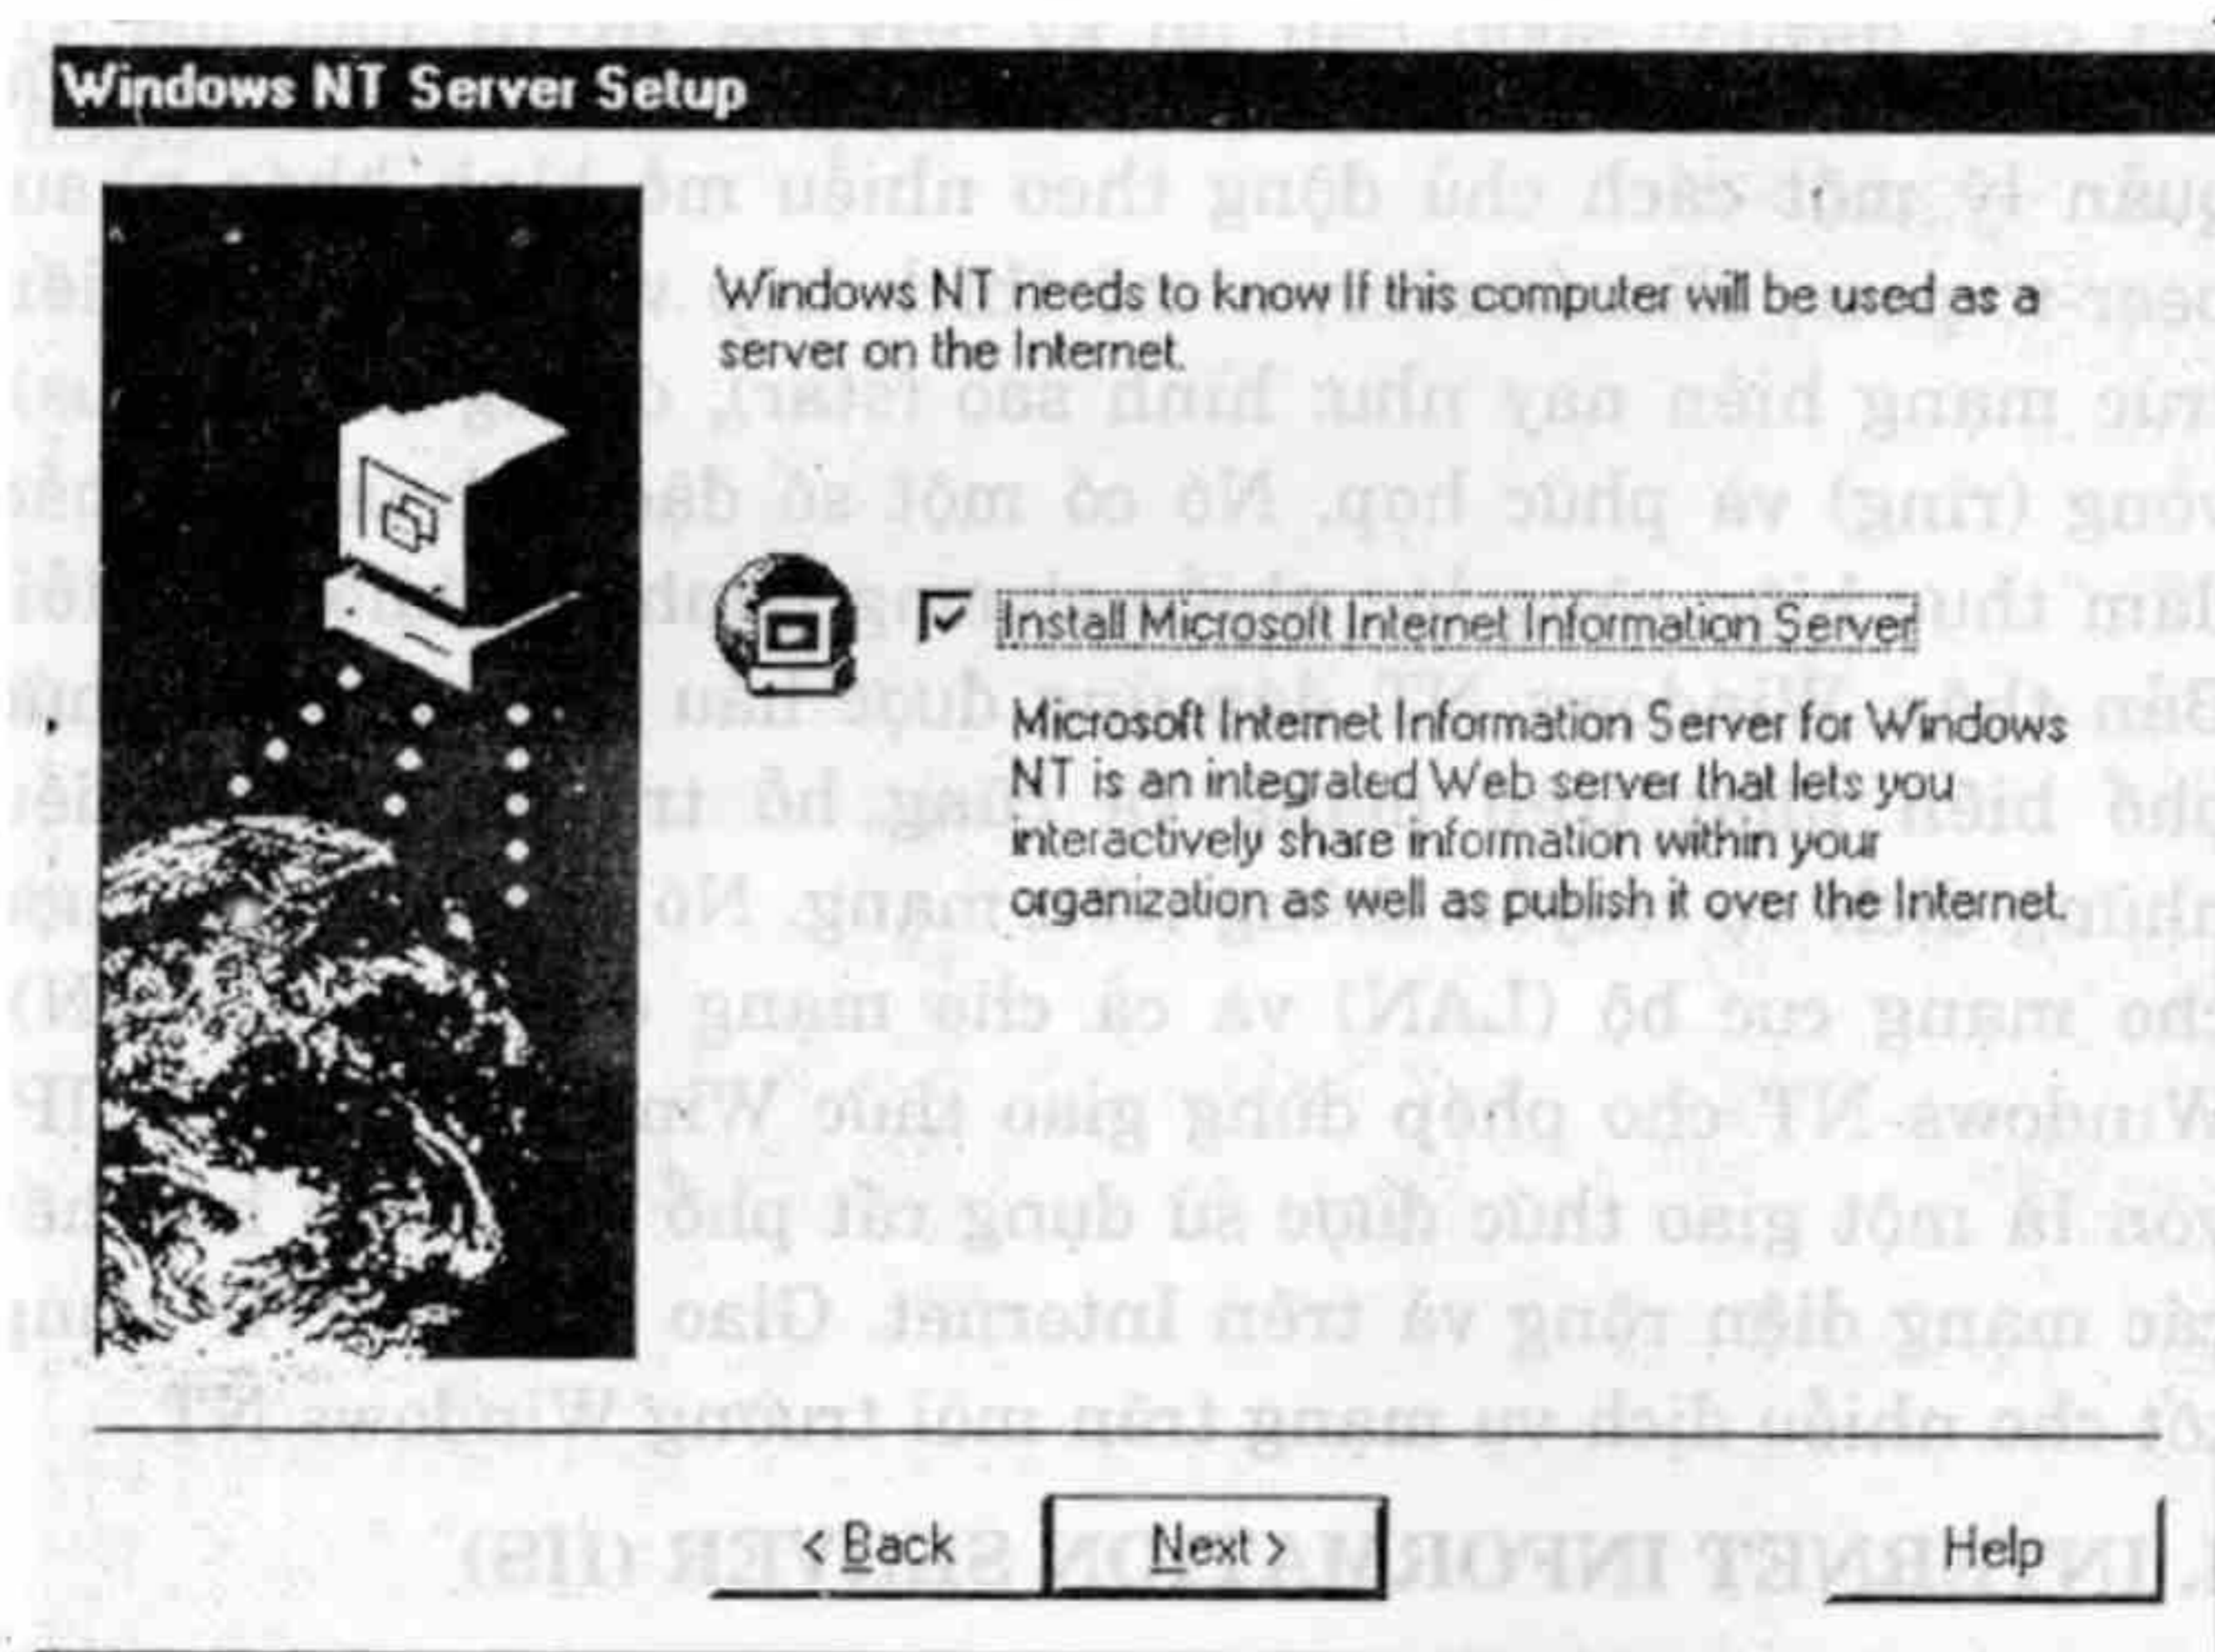 Windows NT Server Setup
Windows NT needs to know If this computer will be used as a
server on the Internet.
Install Microsoft Internet Information Server
Microsoft Internet Information Server for Windows
NT is an integrated Web server that lets you
interactively share information within your
organization as well as publish it over the Internet.
< Back
Next >
Help